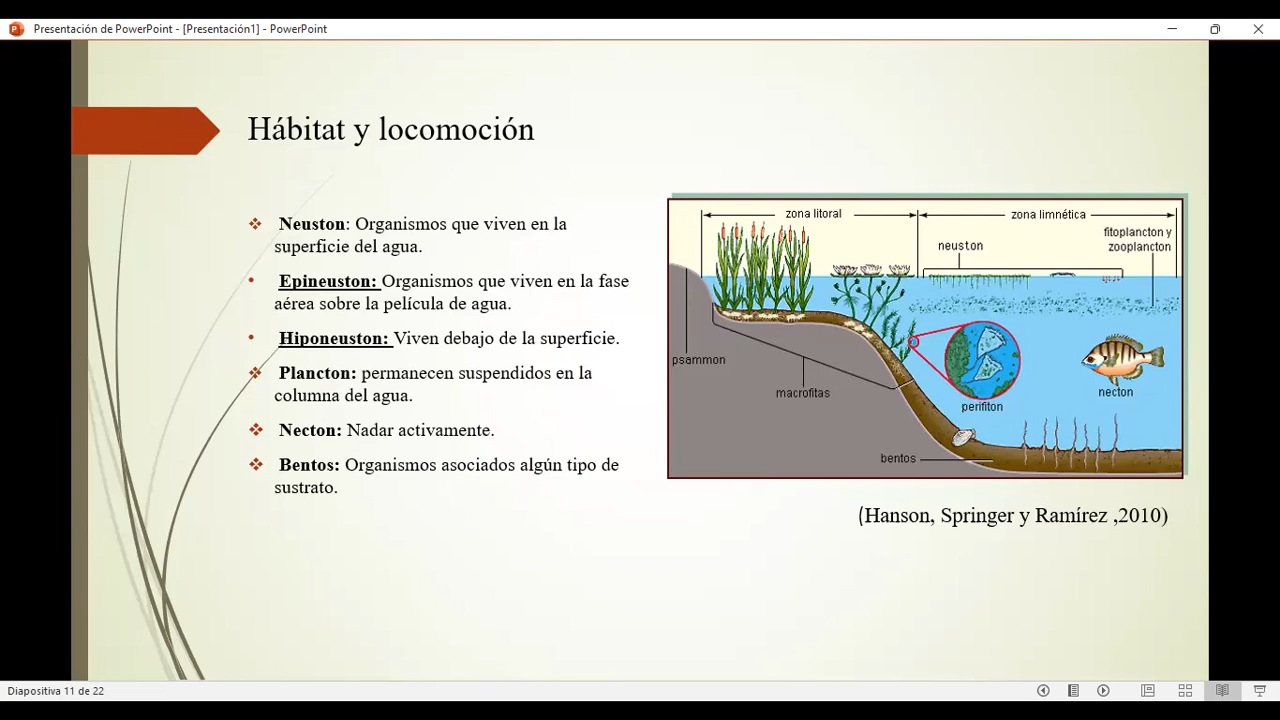 Presentación de PowerPoint - [Presentación1] - PowerPoint
Hábitat y locomoción
Neuston: Organismos que viven en la
superficie del agua.
Epineuston: Organismos que viven en la fase
aérea sobre la película de agua.
Hiponeuston: Viven debajo de la superficie.
Plancton: permanecen suspendidos en la
columna del agua.
Necton: Nadar activamente.
Bentos: Organismos asociados algún tipo de
sustrato.
zona litoral
zona limnética
fitoplancton y
zooplancton
neuston
psammon
macrofitas
perifiton
necton
bentos
(Hanson, Springer y Ramírez ,2010)
Diapositiva 11 de 22